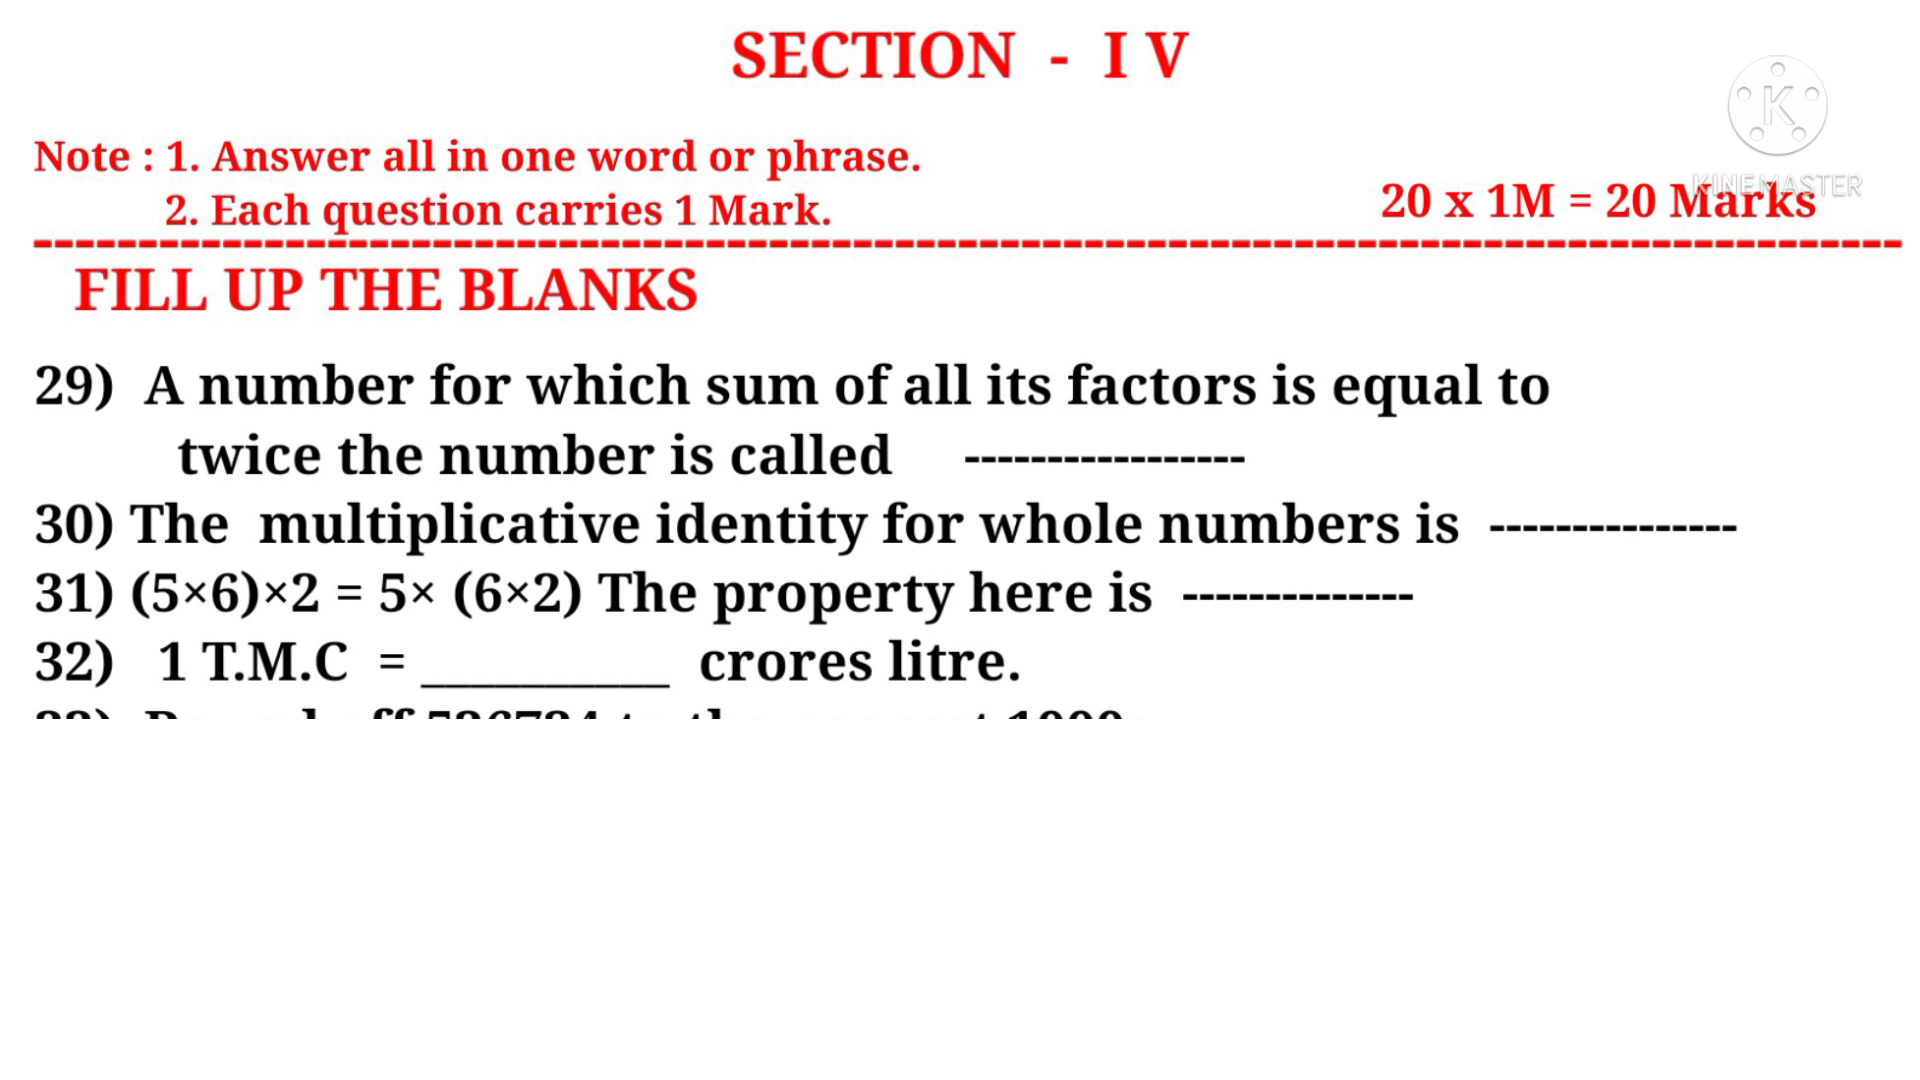 SECTION - I V
Note : 1. Answer all in one word or phrase.
2. Each question carries 1 Mark.
20 x 1M = 20 Marks
KINEMASTER
FILL UP THE BLANKS
29) A number for which sum of all its factors is equal to
twice the number is called -----------------
30) The multiplicative identity for whole numbers is ---------------
31) (5×6)×2 = 5× (6×2) The property here is --------------
32) 1 T.M.C = __________ crores litre.